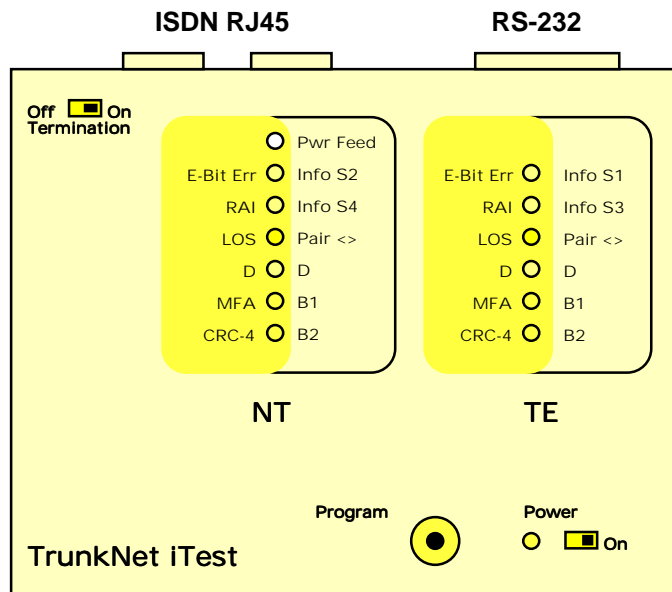 ISDN RJ45 RS-232
Off On
Termination
Pwr Feed
E-Bit Err Info S2
RAI Info S4
LOS Pair <>
D D
MFA B1
CRC-4 B2
NT
E-Bit Err Info S1
RAI Info S3
LOS Pair <>
D D
MFA B1
CRC-4 B2
TE
Program
Power
On
TrunkNet iTest